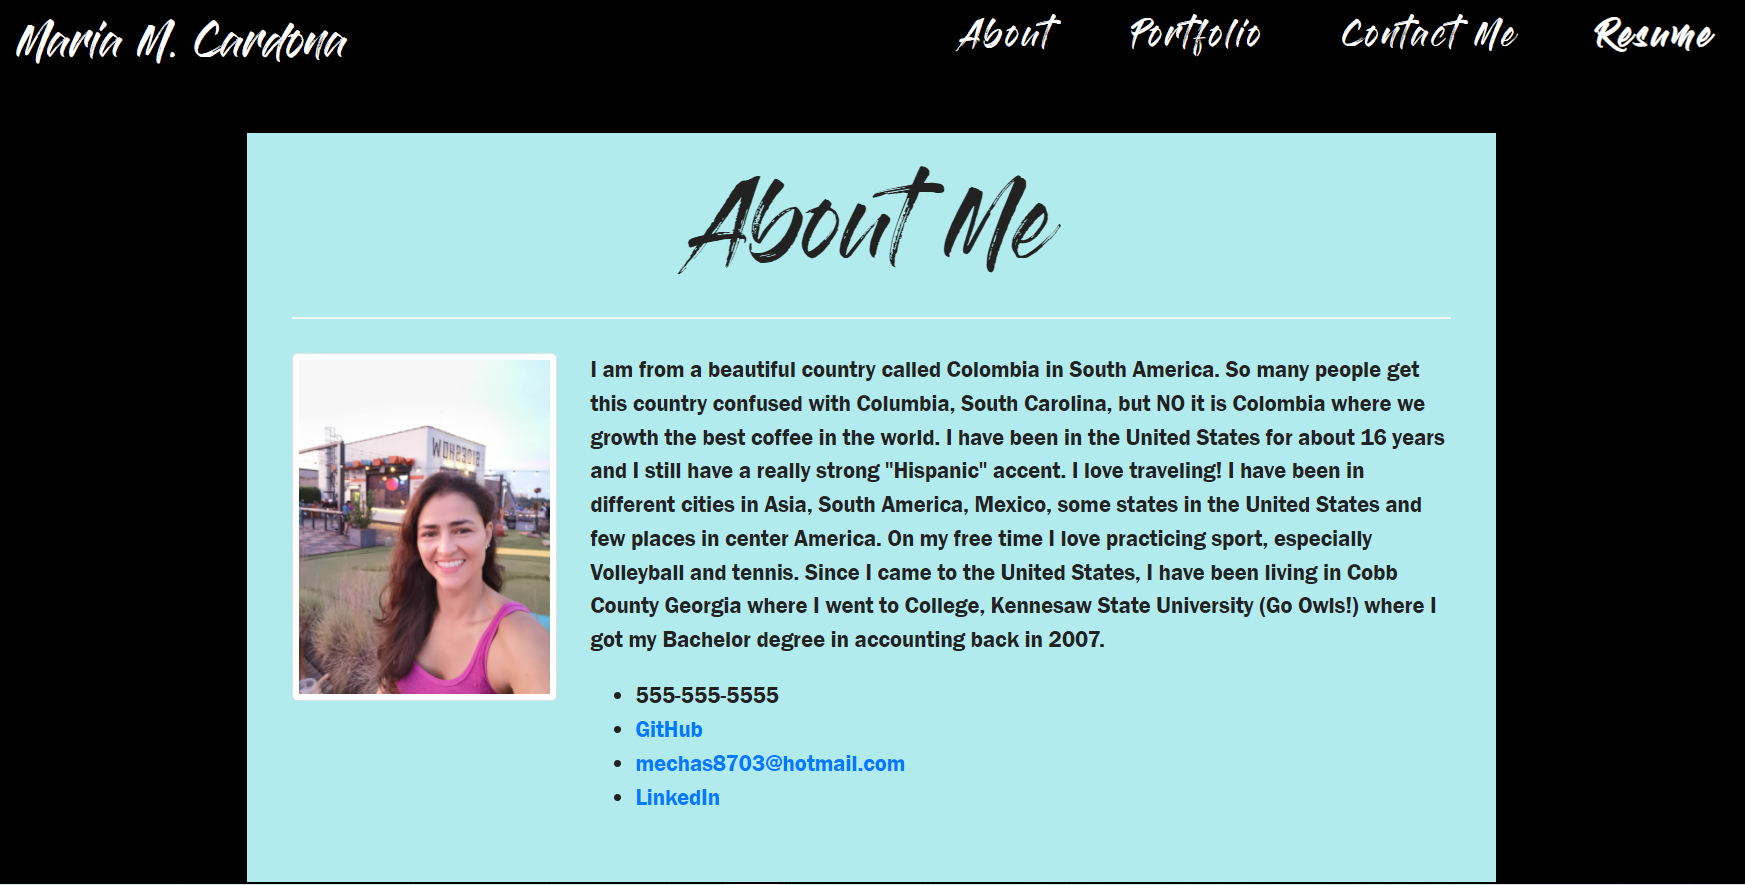 Maria M. Cardona
About Portfolio Contact Me Resume
About Me
I am from a beautiful country called Colombia in South America. So many people get
this country confused with Columbia, South Carolina, but NO it is Colombia where we
growth the best coffee in the world. I have been in the United States for about 16 years
and I still have a really strong "Hispanic" accent. I love traveling! I have been in
different cities in Asia, South America, Mexico, some states in the United States and
few places in center America. On my free time I love practicing sport, especially
Volleyball and tennis. Since I came to the United States, I have been living in Cobb
County Georgia where I went to College, Kennesaw State University (Go Owls!) where I
got my Bachelor degree in accounting back in 2007.
555-555-5555
GitHub
mechas8703@hotmail.com
LinkedIn